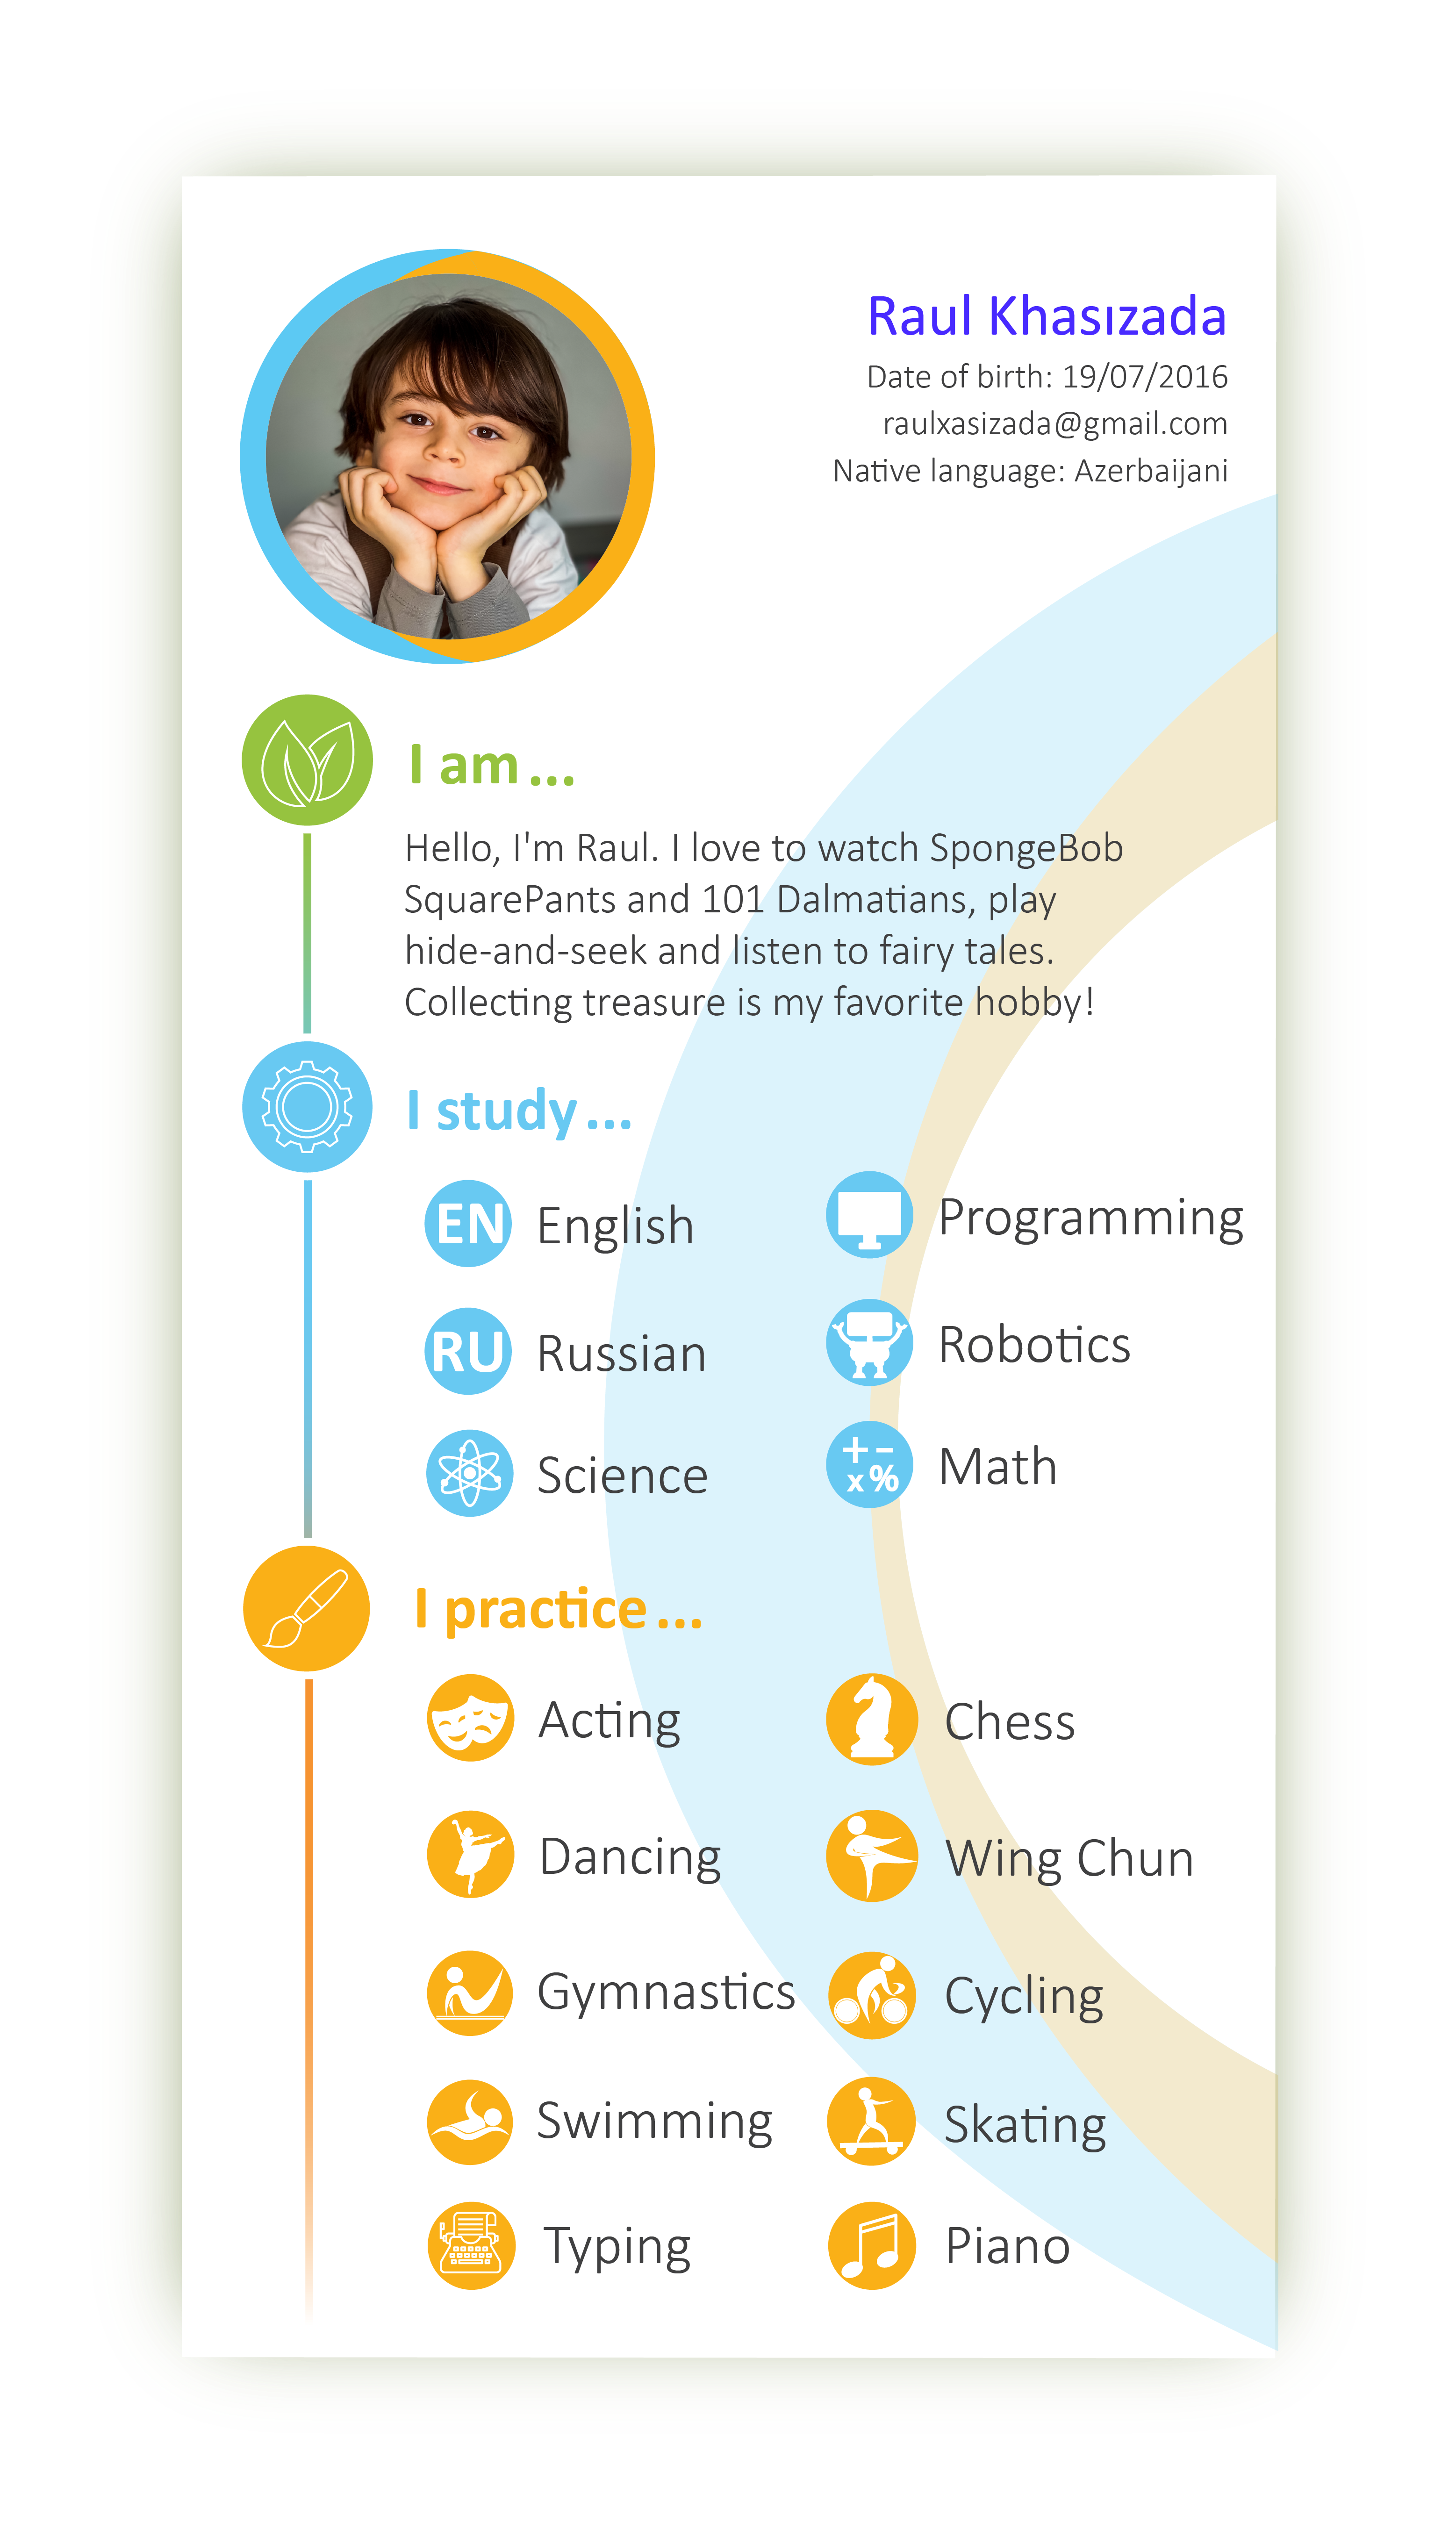 Raul Khasızada
Date of birth: 19/07/2016
raulxasizada@gmail.com
Native language: Azerbaijani
I am...
Hello, I'm Raul. I love to watch SpongeBob
SquarePants and 101 Dalmatians, play
hide-and-seek and listen to fairy tales.
Collecting treasure is my favorite hobby!
I study...
EN English
Programming
RU Russian
Robotics
Science
+ -
x % Math
I practice...
Acting
Chess
Dancing
Wing Chun
Gymnastics
Cycling
Swimming
Skating
Typing
Piano